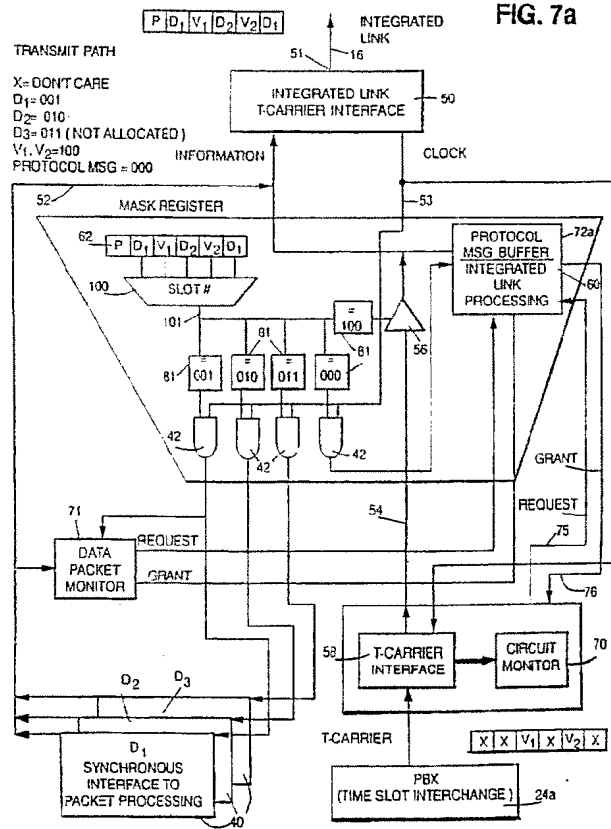 FIG. 7a
P D1 V1 D2 V2 D1
INTEGRATED
LINK
TRANSMIT PATH
51
16
X = DON'T CARE
D1 = 001
D2 = 010
D3 = 011 (NOT ALLOCATED)
V1, V2 = 100
PROTOCOL MSG = 000
INTEGRATED LINK
T-CARRIER INTERFACE
50
INFORMATION
CLOCK
52
53
MASK REGISTER
62
P D1 V1 D2 V2 D1
SLOT #
100
101
PROTOCOL
MSG BUFFER
72a
INTEGRATED
LINK
PROCESSING
60
= 100
56
81
81
81
81
= 001
= 010
= 011
= 000
42
42
42
54
GRANT
REQUEST
75
76
71
DATA
PACKET
MONITOR
REQUEST
GRANT
58
T-CARRIER
INTERFACE
CIRCUIT
MONITOR
70
D3
D2
D1
SYNCHRONOUS
INTERFACE TO
PACKET PROCESSING
40
T-CARRIER
X X V1 X V2 X
PBX
(TIME SLOT INTERCHANGE)
24a